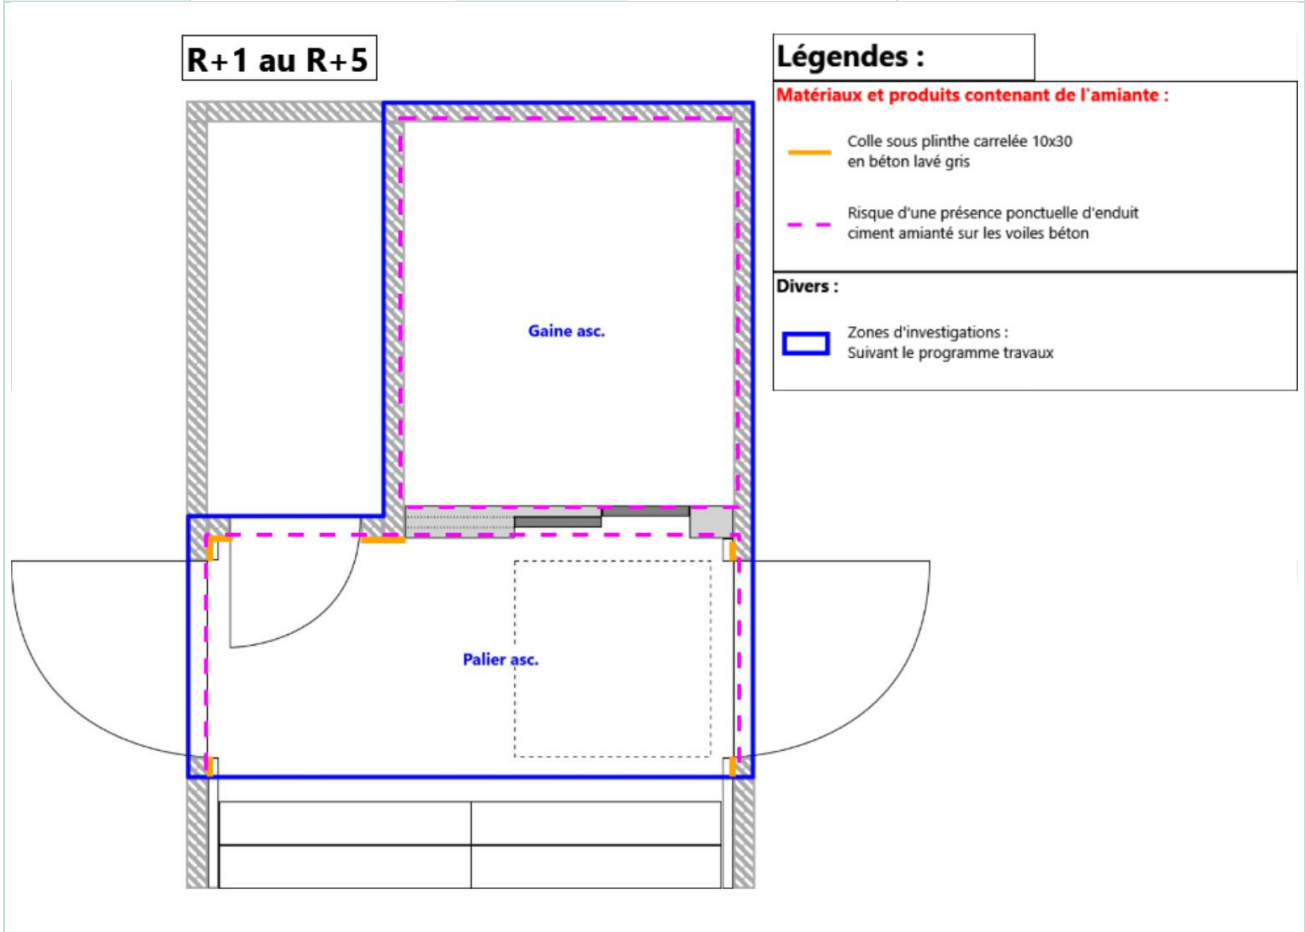 R+1 au R+5
Légendes :
Matériaux et produits contenant de l'amiante :
Colle sous plinthe carrelée 10x30
en béton lavé gris
Risque d'une présence ponctuelle d'enduit
ciment amianté sur les voiles béton
Divers :
Zones d'investigations :
Suivant le programme travaux
Gaine asc.
Palier asc.